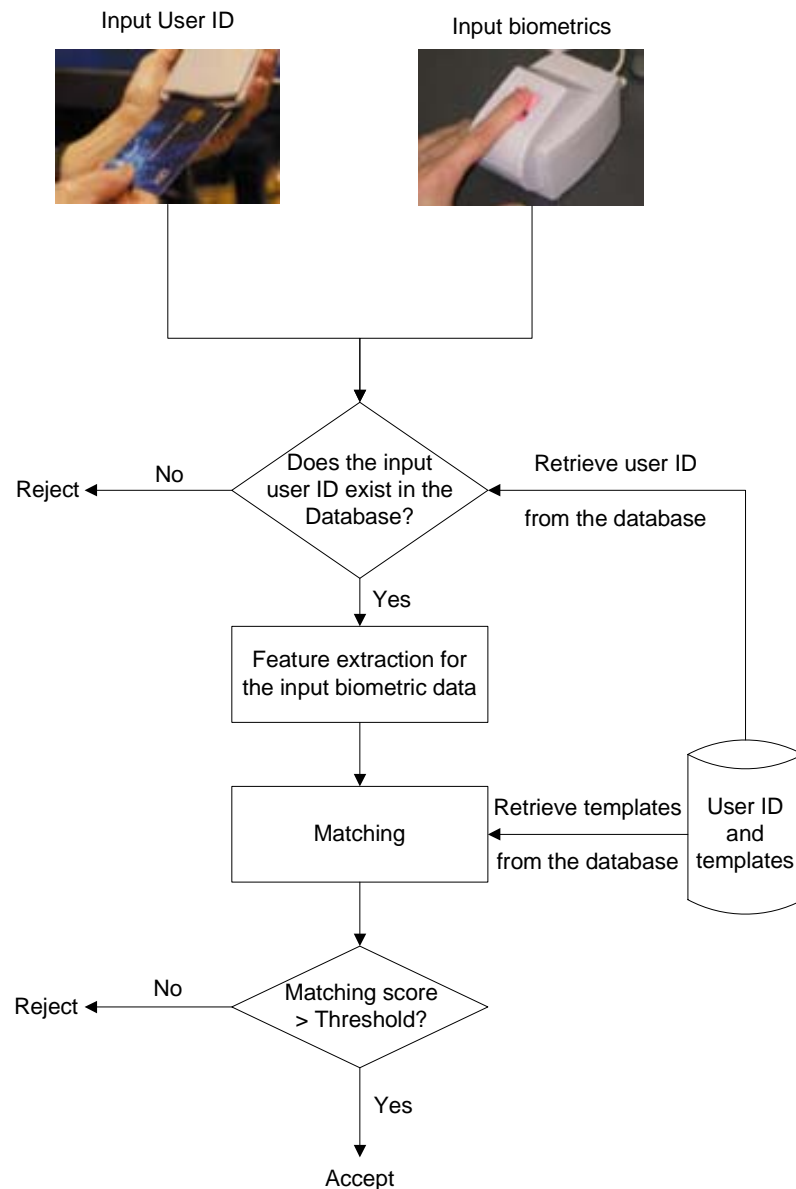 Input User ID
Input biometrics
Does the input
user ID exist in the
Database?
No
Reject
Retrieve user ID
from the database
Yes
Feature extraction for
the input biometric data
Matching
Retrieve templates
from the database
User ID
and
templates
Matching score
> Threshold?
No
Reject
Yes
Accept